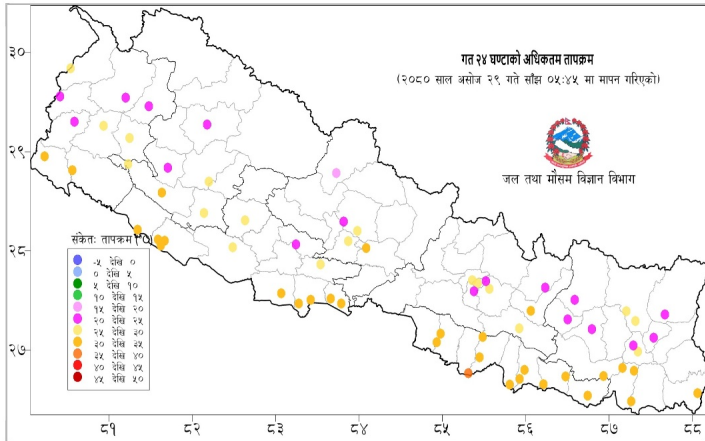 गत २४ घण्टाको अधिकतम तापक्रम
(२०८० साल असोज २९ गते साँझ ०५:४५ मा मापन गरिएको)
जल तथा मौसम विज्ञान विभाग
३०
२९
२८
२७
संकेतः तापक्रम (°C)
-५ देखि ०
० देखि ५
५ देखि १०
१० देखि १५
१५ देखि २०
२० देखि २५
२५ देखि ३०
३० देखि ३५
३५ देखि ४०
४० देखि ४५
४५ देखि ५०
८१ ८२ ८३ ८४ ८५ ८६ ८७ ८८